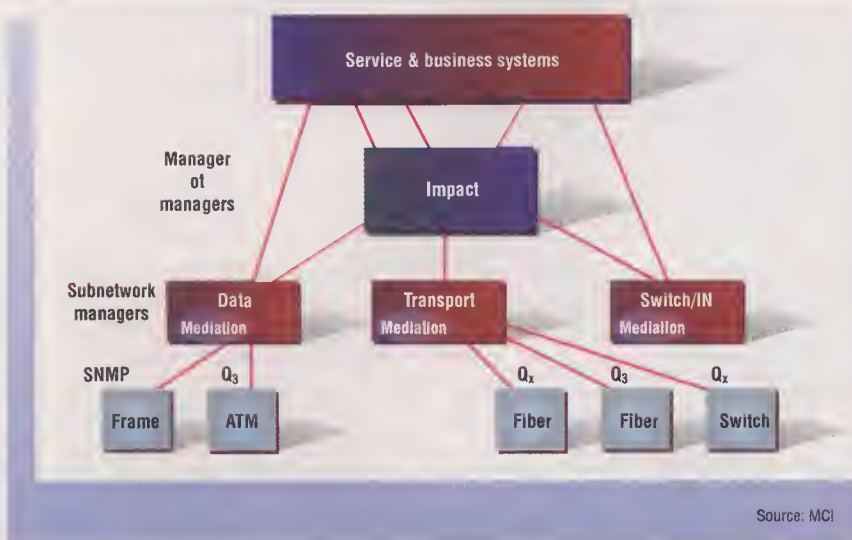 Service & business systems
Manager
of
managers
Impact
Subnetwork
managers
Data
Mediation
Transport
Mediation
Switch/IN
Mediation
SNMP
Q₃
Qₓ
Q₃
Qₓ
Frame
ATM
Fiber
Fiber
Switch
Source: MCI